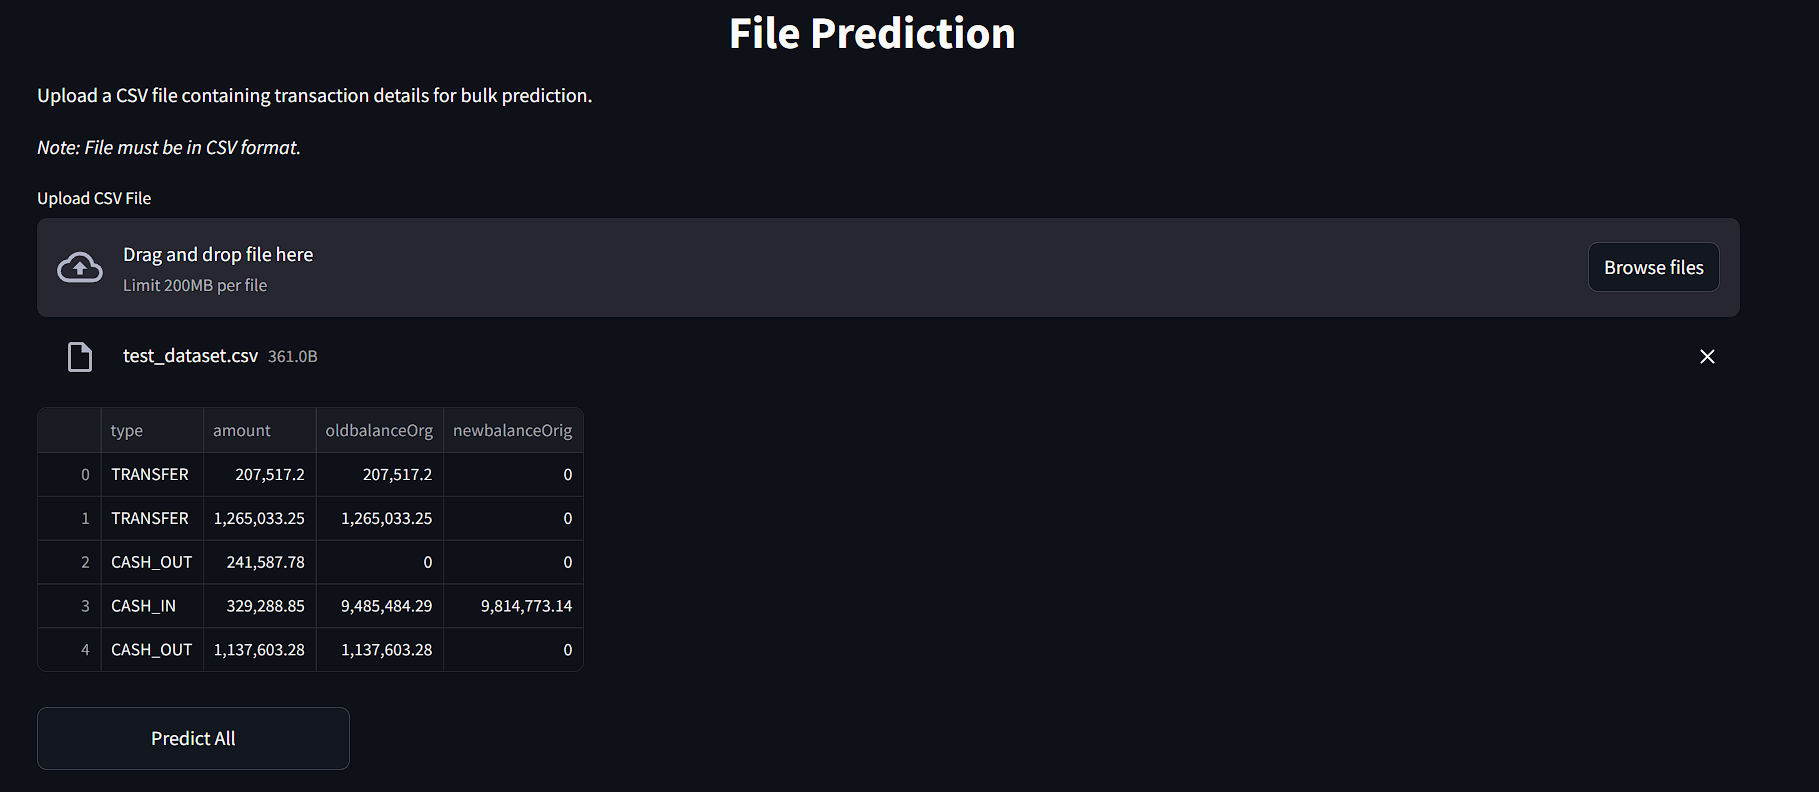 File Prediction
Upload a CSV file containing transaction details for bulk prediction.
Note: File must be in CSV format.
Upload CSV File
Drag and drop file here
Limit 200MB per file
Browse files
test_dataset.csv 361.0B
type amount oldbalanceOrg newbalanceOrig
0 TRANSFER 207,517.2 207,517.2 0
1 TRANSFER 1,265,033.25 1,265,033.25 0
2 CASH_OUT 241,587.78 0 0
3 CASH_IN 329,288.85 9,485,484.29 9,814,773.14
4 CASH_OUT 1,137,603.28 1,137,603.28 0
Predict All